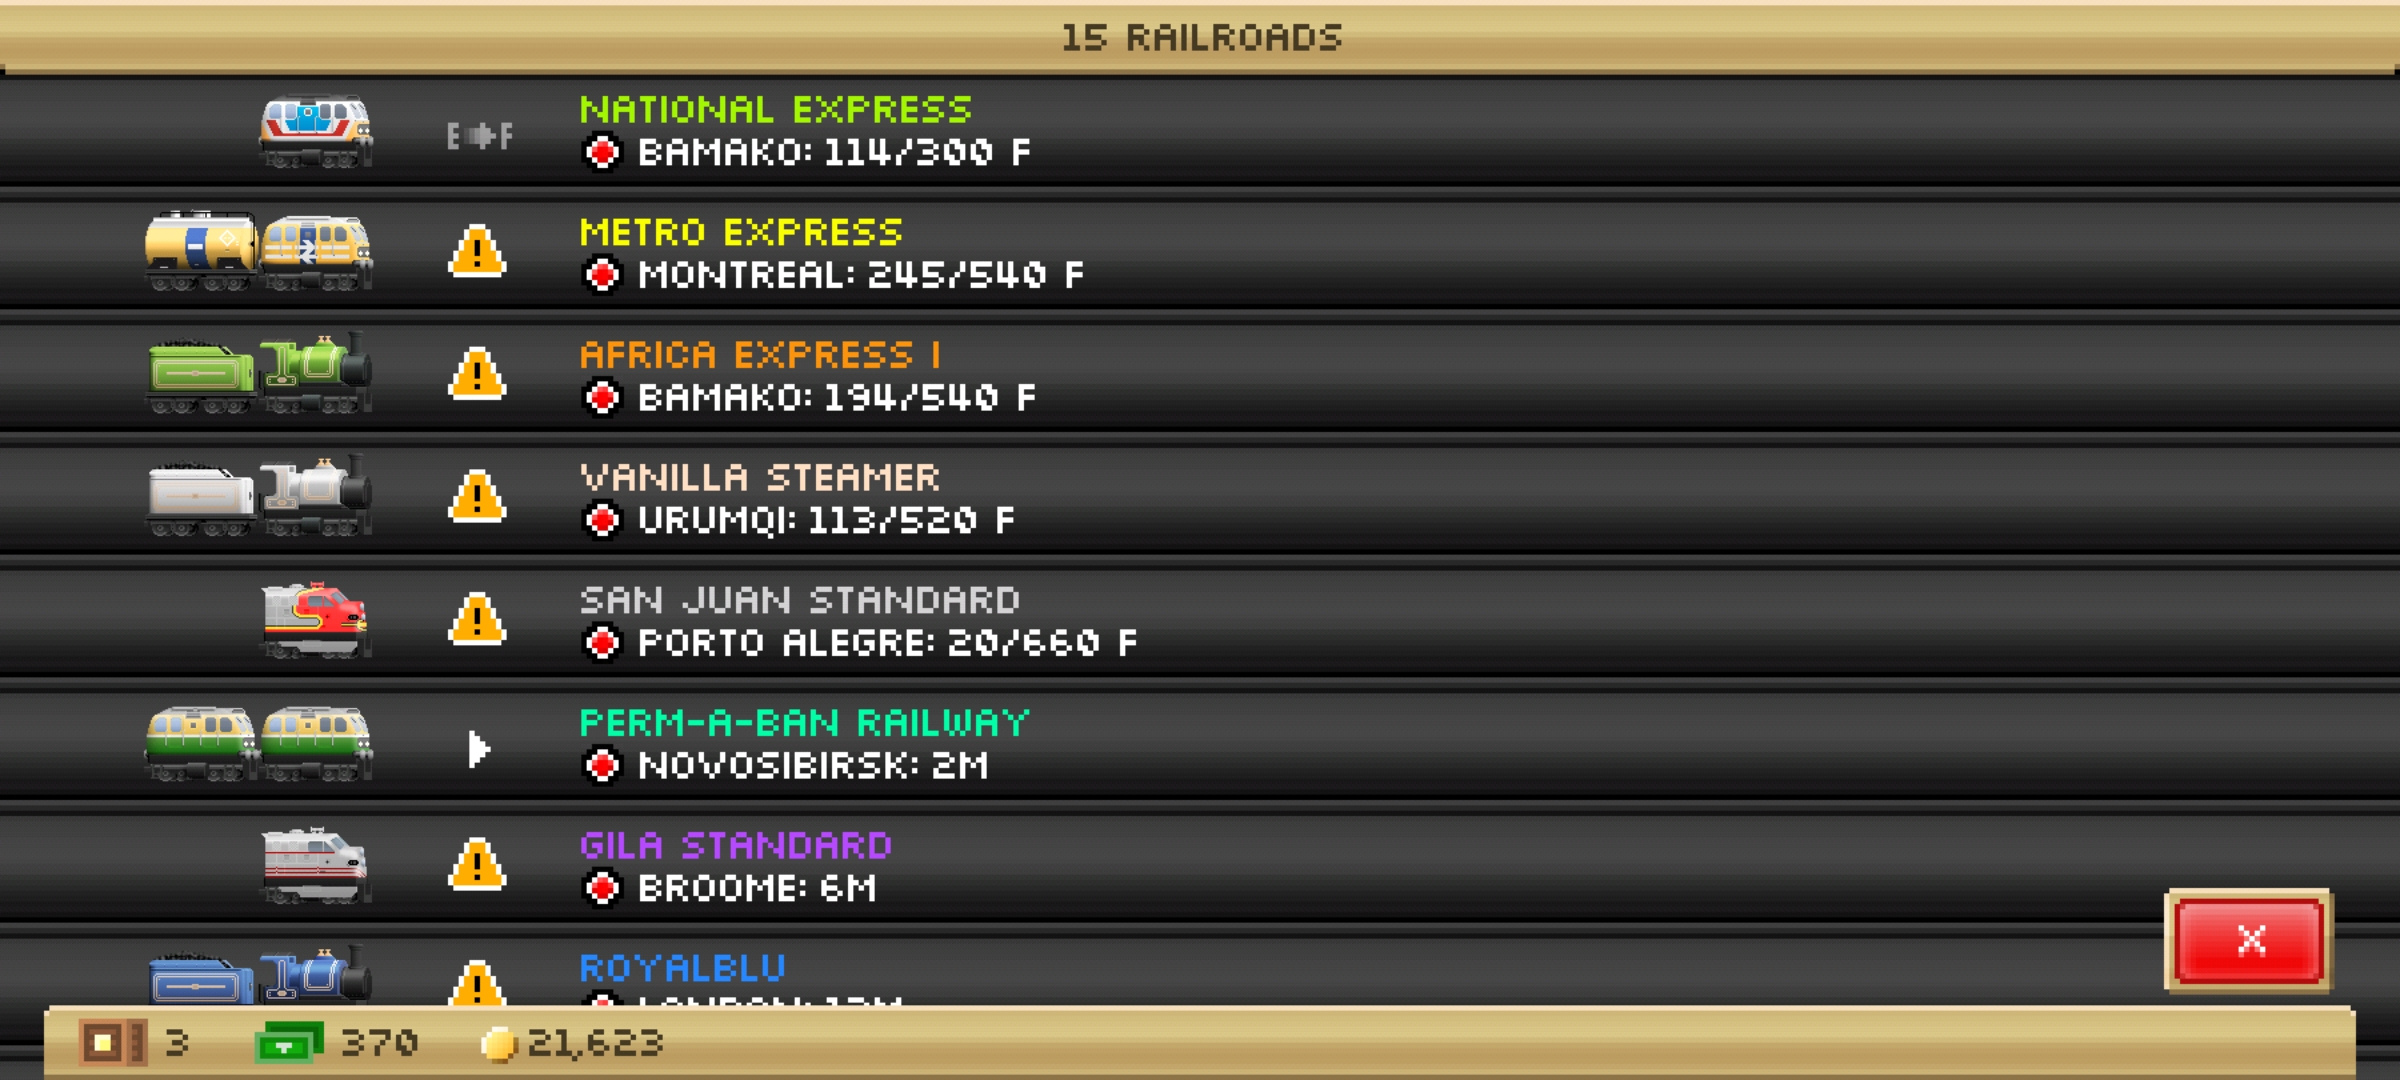 15 RAILROADS
E F
NATIONAL EXPRESS
BAMAKO: 114/300 F
METRO EXPRESS
MONTREAL: 245/540 F
AFRICA EXPRESS I
BAMAKO: 194/540 F
VANILLA STEAMER
URUMQI: 113/520 F
SAN JUAN STANDARD
PORTO ALEGRE: 20/660 F
PERM-A-BAN RAILWAY
NOVOSIBIRSK: 2M
GILA STANDARD
BROOME: 6M
ROYALBLU
X
3 370 21,623